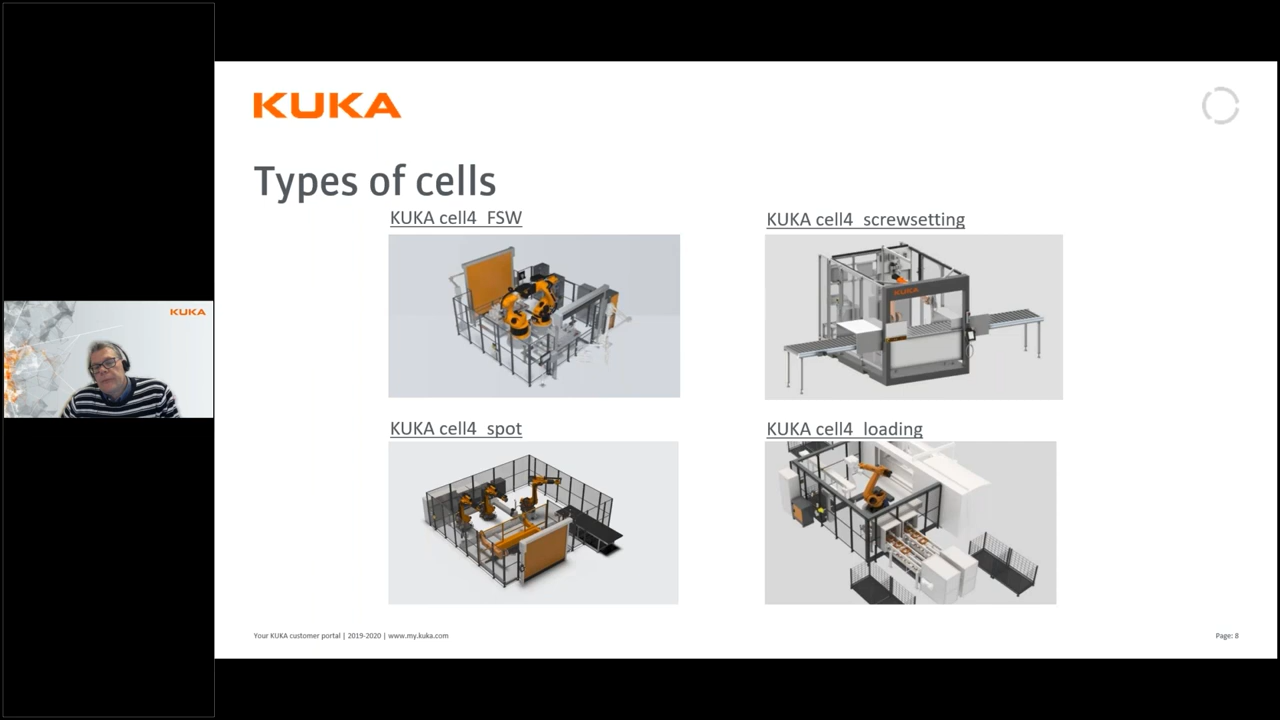 KUKA
KUKA
Types of cells
KUKA cell4_FSW
KUKA cell4_screwsetting
KUKA
KUKA cell4_spot
KUKA cell4_loading
Your KUKA customer portal | 2019-2020 | www.my.kuka.com
Page: 8